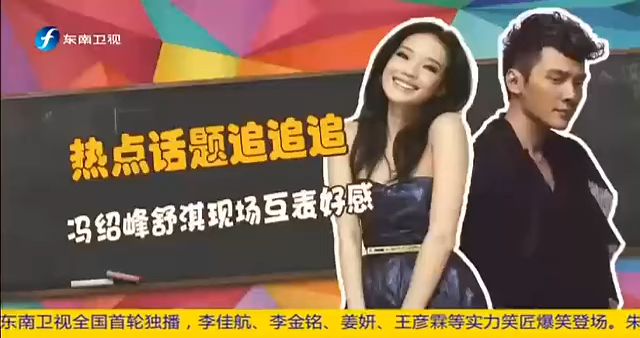 东南卫视
热点话题追追追
冯绍峰舒淇现场互表好感
东南卫视全国首轮独播，李佳航、李金铭、姜妍、王彦霖等实力笑匠爆笑登场。朱